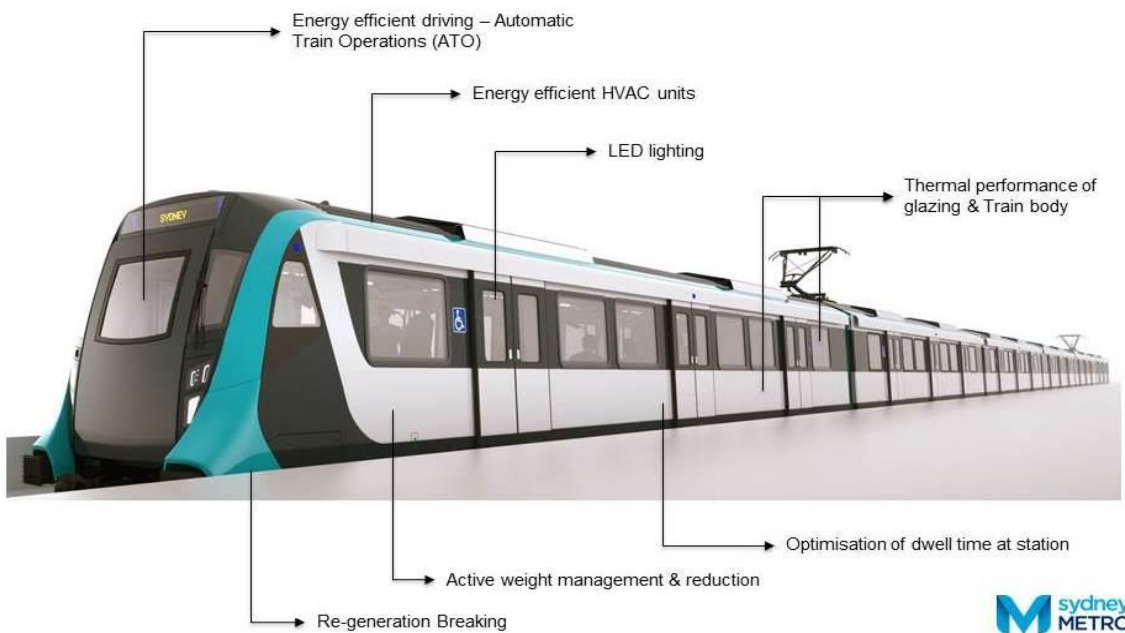 Energy efficient driving – Automatic
Train Operations (ATO)
Energy efficient HVAC units
LED lighting
Thermal performance of
glazing & Train body
SYDNEY
Optimisation of dwell time at station
Active weight management & reduction
Re-generation Breaking
sydney
METRO